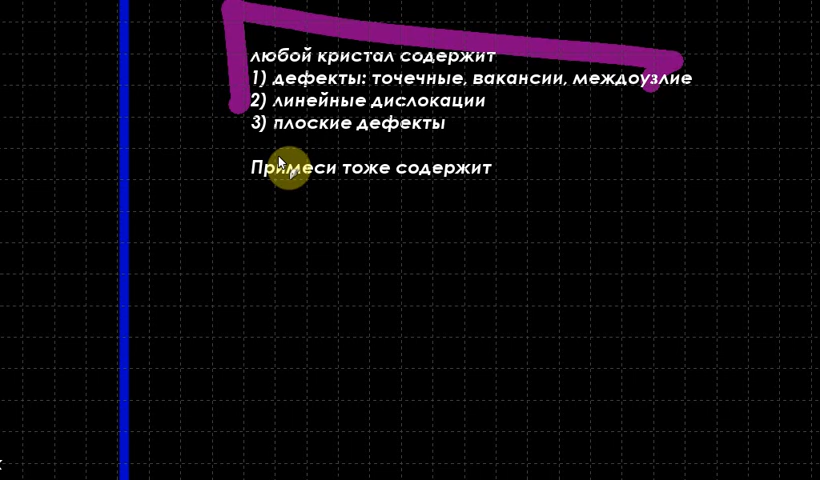 любой кристал содержит
1) дефекты: точечные, вакансии, междоузлие
2) линейные дислокации
3) плоские дефекты
Примеси тоже содержит